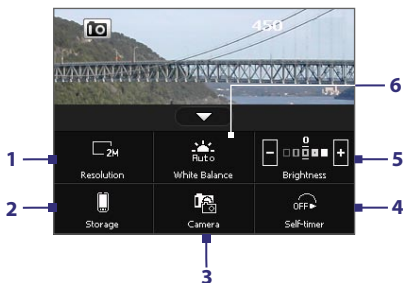 450
6
0
2M
Auto
- +
1
Resolution
White Balance
Brightness
5
OFF
2
Storage
Camera
Self-timer
4
3